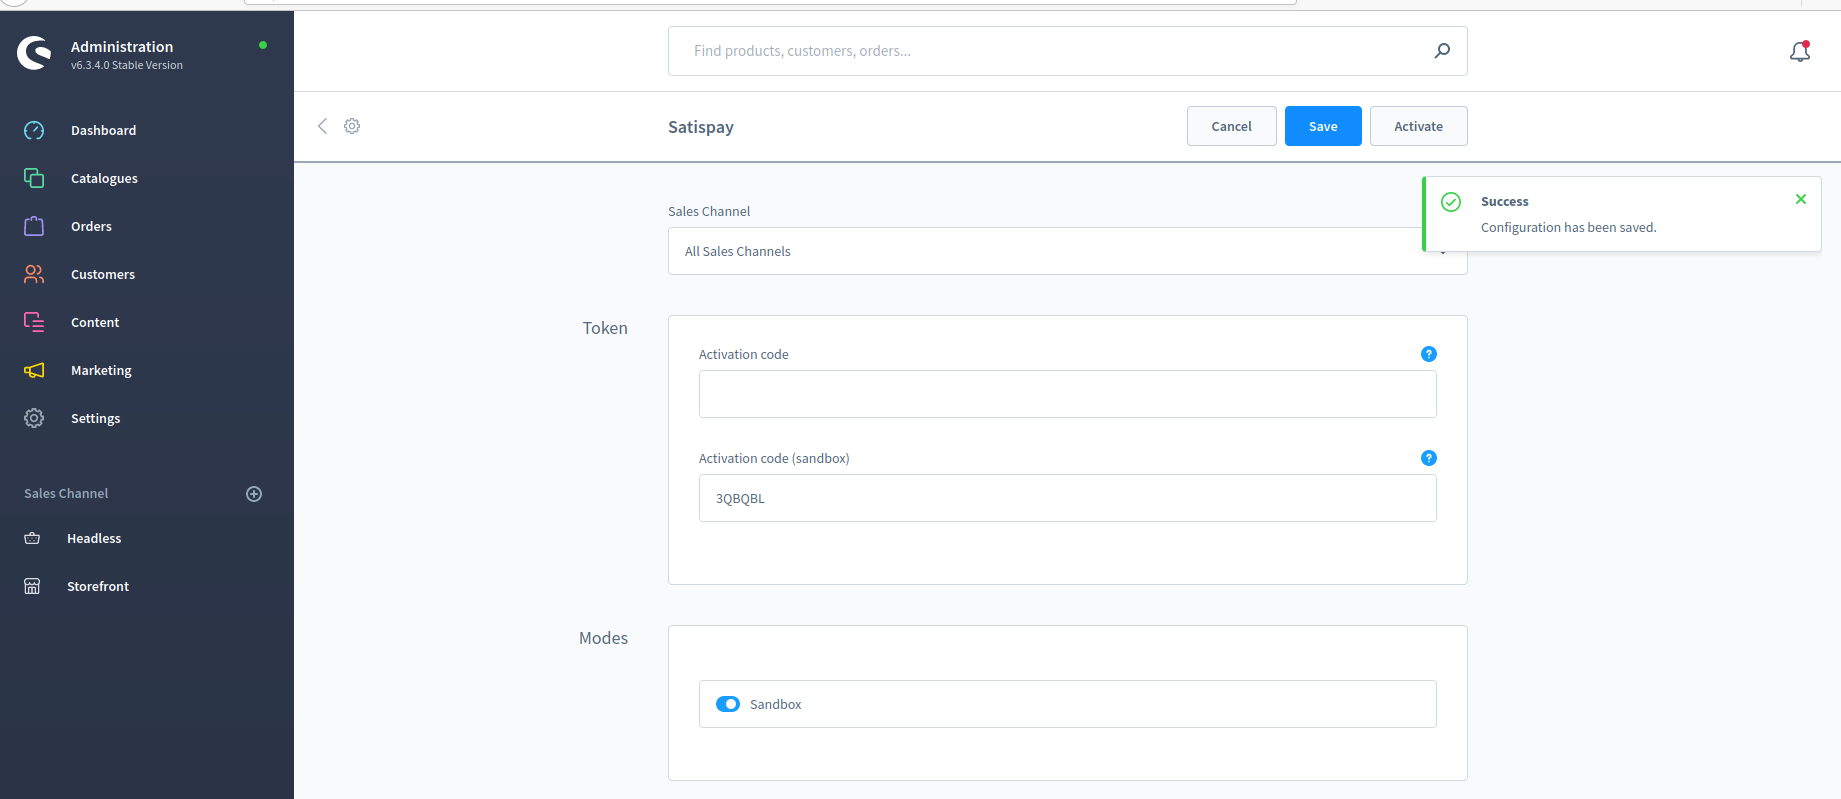 Administration
v6.3.4.0 Stable Version
Find products, customers, orders...
Dashboard
Catalogues
Orders
Customers
Content
Marketing
Settings
Sales Channel
Headless
Storefront
Satispay
Cancel
Save
Activate
Success
Configuration has been saved.
Sales Channel
All Sales Channels
Token
Activation code
?
Activation code (sandbox)
?
3QBQBL
Modes
Sandbox